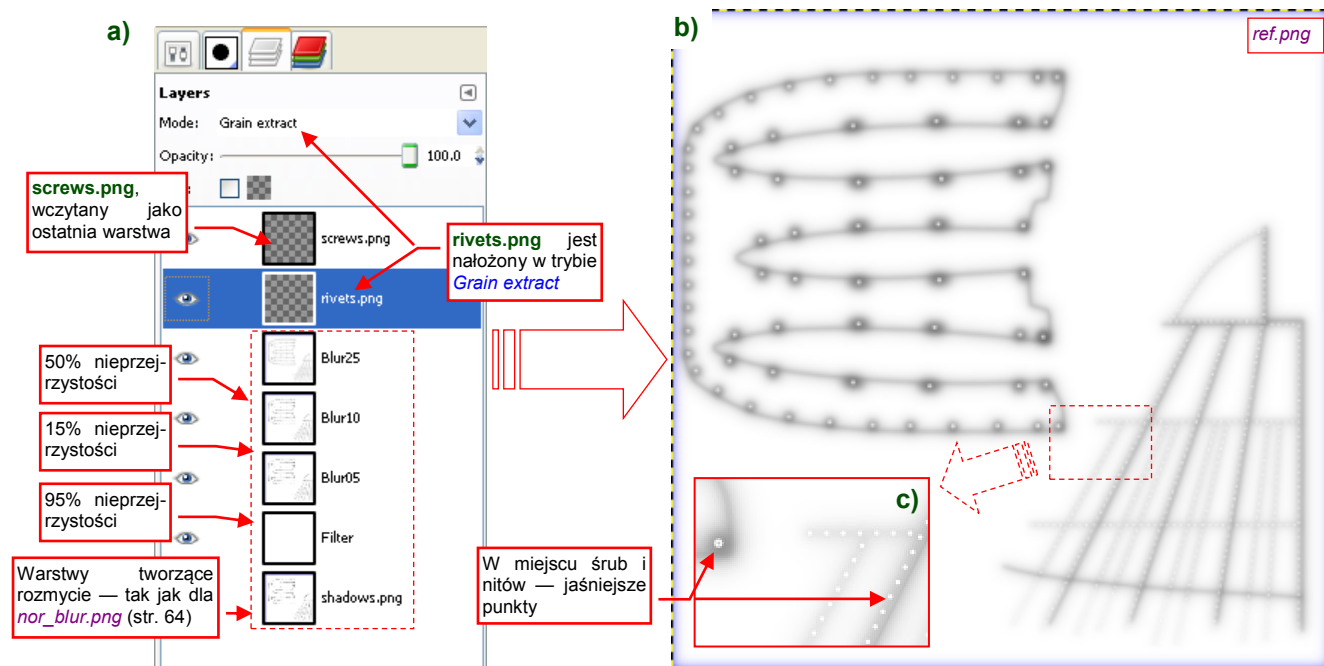 a)
Layers
Mode: Grain extract
Opacity: 100.0
screws.png,
wczytany jako
ostatnia warstwa
screws.png
rivets.png
rivets.png jest
nałożony w trybie
Grain extract
Blur25
50% nieprzej-
rzystości
Blur10
15% nieprzej-
rzystości
Blur05
95% nieprzej-
rzystości
Filter
Warstwy tworzące
rozmycie — tak jak dla
nor_blur.png (str. 64)
shadows.png
b)
ref.png
c)
W miejscu śrub i
nitów — jaśniejsze
punkty